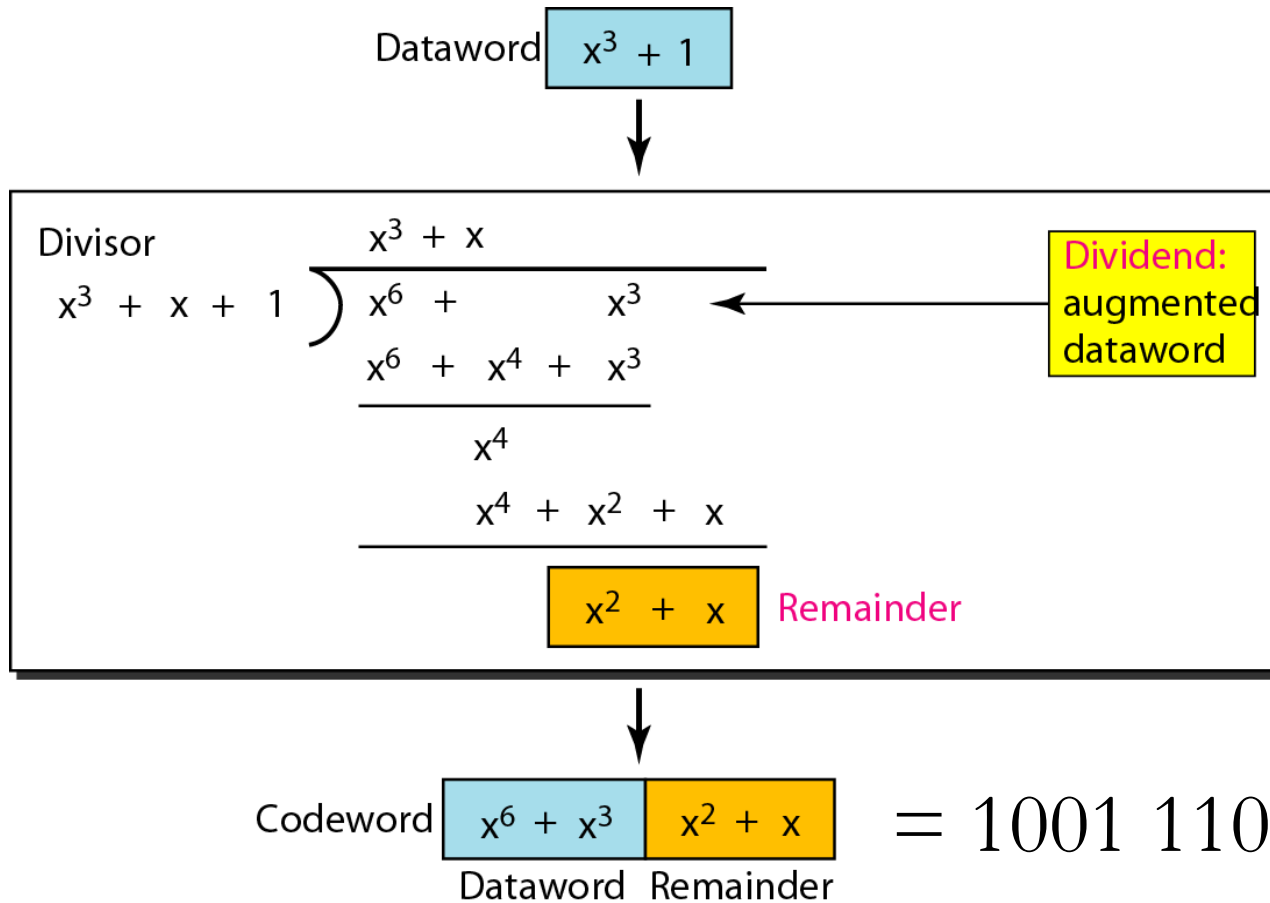 Dataword x³ + 1
Divisor
x³ + x
x³ + x + 1
x⁶ + x³
Dividend:
augmented
dataword
x⁶ + x⁴ + x³
x⁴
x⁴ + x² + x
x² + x Remainder
Codeword x⁶ + x³ x² + x = 1001 110
Dataword Remainder